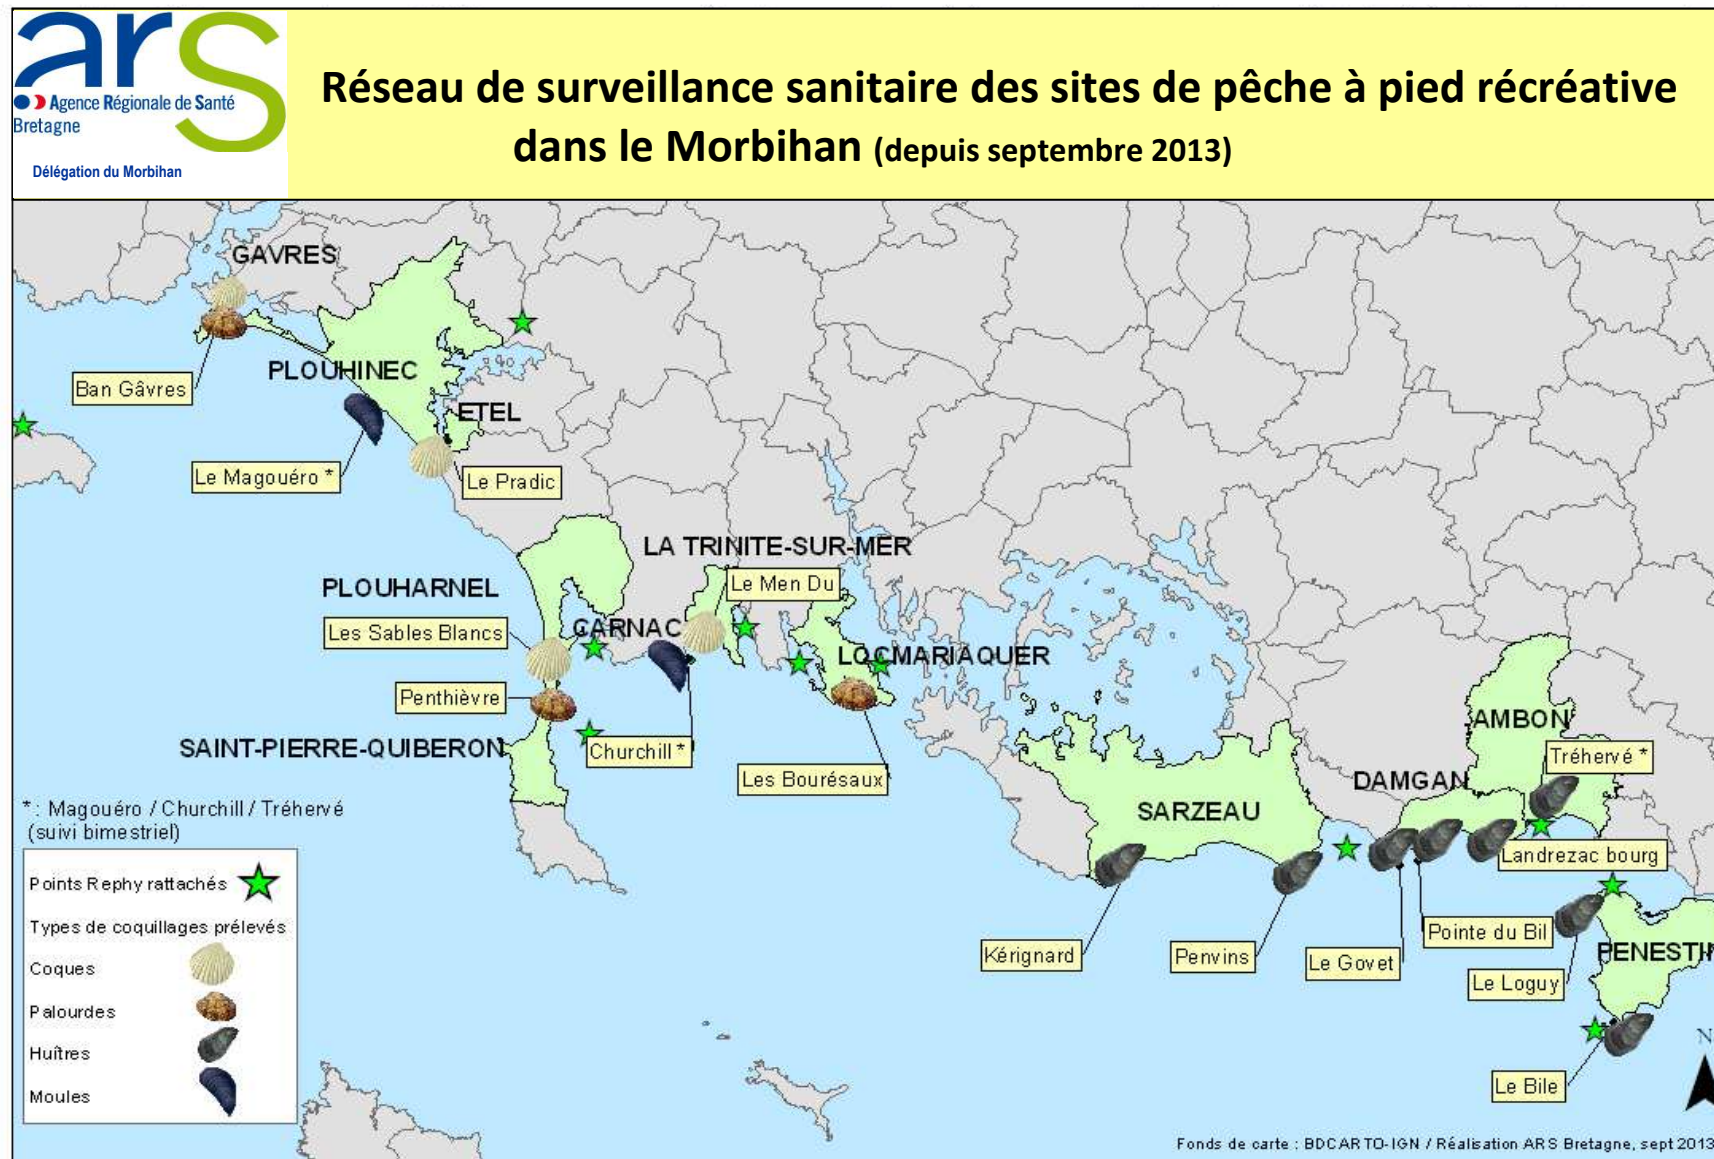 ars
Agence Régionale de Santé
Bretagne
Délégation du Morbihan
Réseau de surveillance sanitaire des sites de pêche à pied récréative
dans le Morbihan (depuis septembre 2013)
GAVRES
Ban Gâvres
PLOUHINEC
ETEL
Le Magouéro *
Le Pradic
LA TRINITE-SUR-MER
Le Men Du
PLOUHARNEL
Les Sables Blancs
CARNAC
LOCMARIAQUER
Penthièvre
SAINT-PIERRE-QUIBERON
Churchill *
Les Bourésaux
AMBON
Tréhervé *
DAMGAN
SARZEAU
Landrezac bourg
Kérignard
Penvins
Le Govet
Pointe du Bil
Le Loguy
PENESTIN
Le Bile
* : Magouéro / Churchill / Tréhervé
(suivi bimestriel)
Points Rephy rattachés
Types de coquillages prélevés
Coques
Palourdes
Huîtres
Moules
N
Fonds de carte : BDCARTO-IGN / Réalisation ARS Bretagne, sept 2013